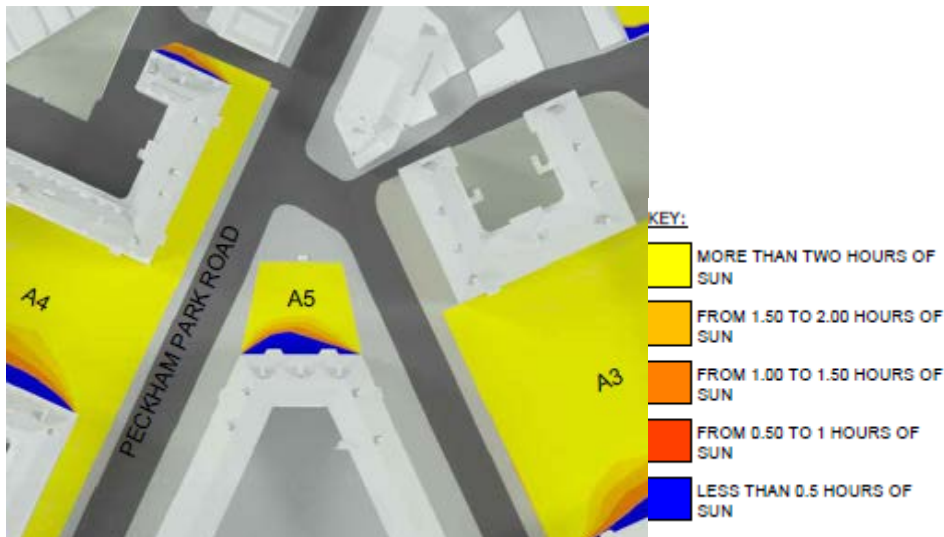 A4
PECKHAM PARK ROAD
A5
A3
KEY:
MORE THAN TWO HOURS OF
SUN
FROM 1.50 TO 2.00 HOURS OF
SUN
FROM 1.00 TO 1.50 HOURS OF
SUN
FROM 0.50 TO 1 HOURS OF
SUN
LESS THAN 0.5 HOURS OF
SUN